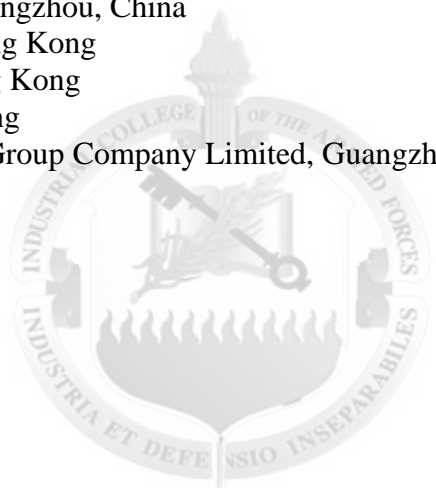 ngzhou, China
g Kong
Kong
ng
Group Company Limited, Guangzh
INDUSTRIAL COLLEGE OF THE ARMED FORCES
INDUSTRIA ET DEFENSIO INSEPARABILES